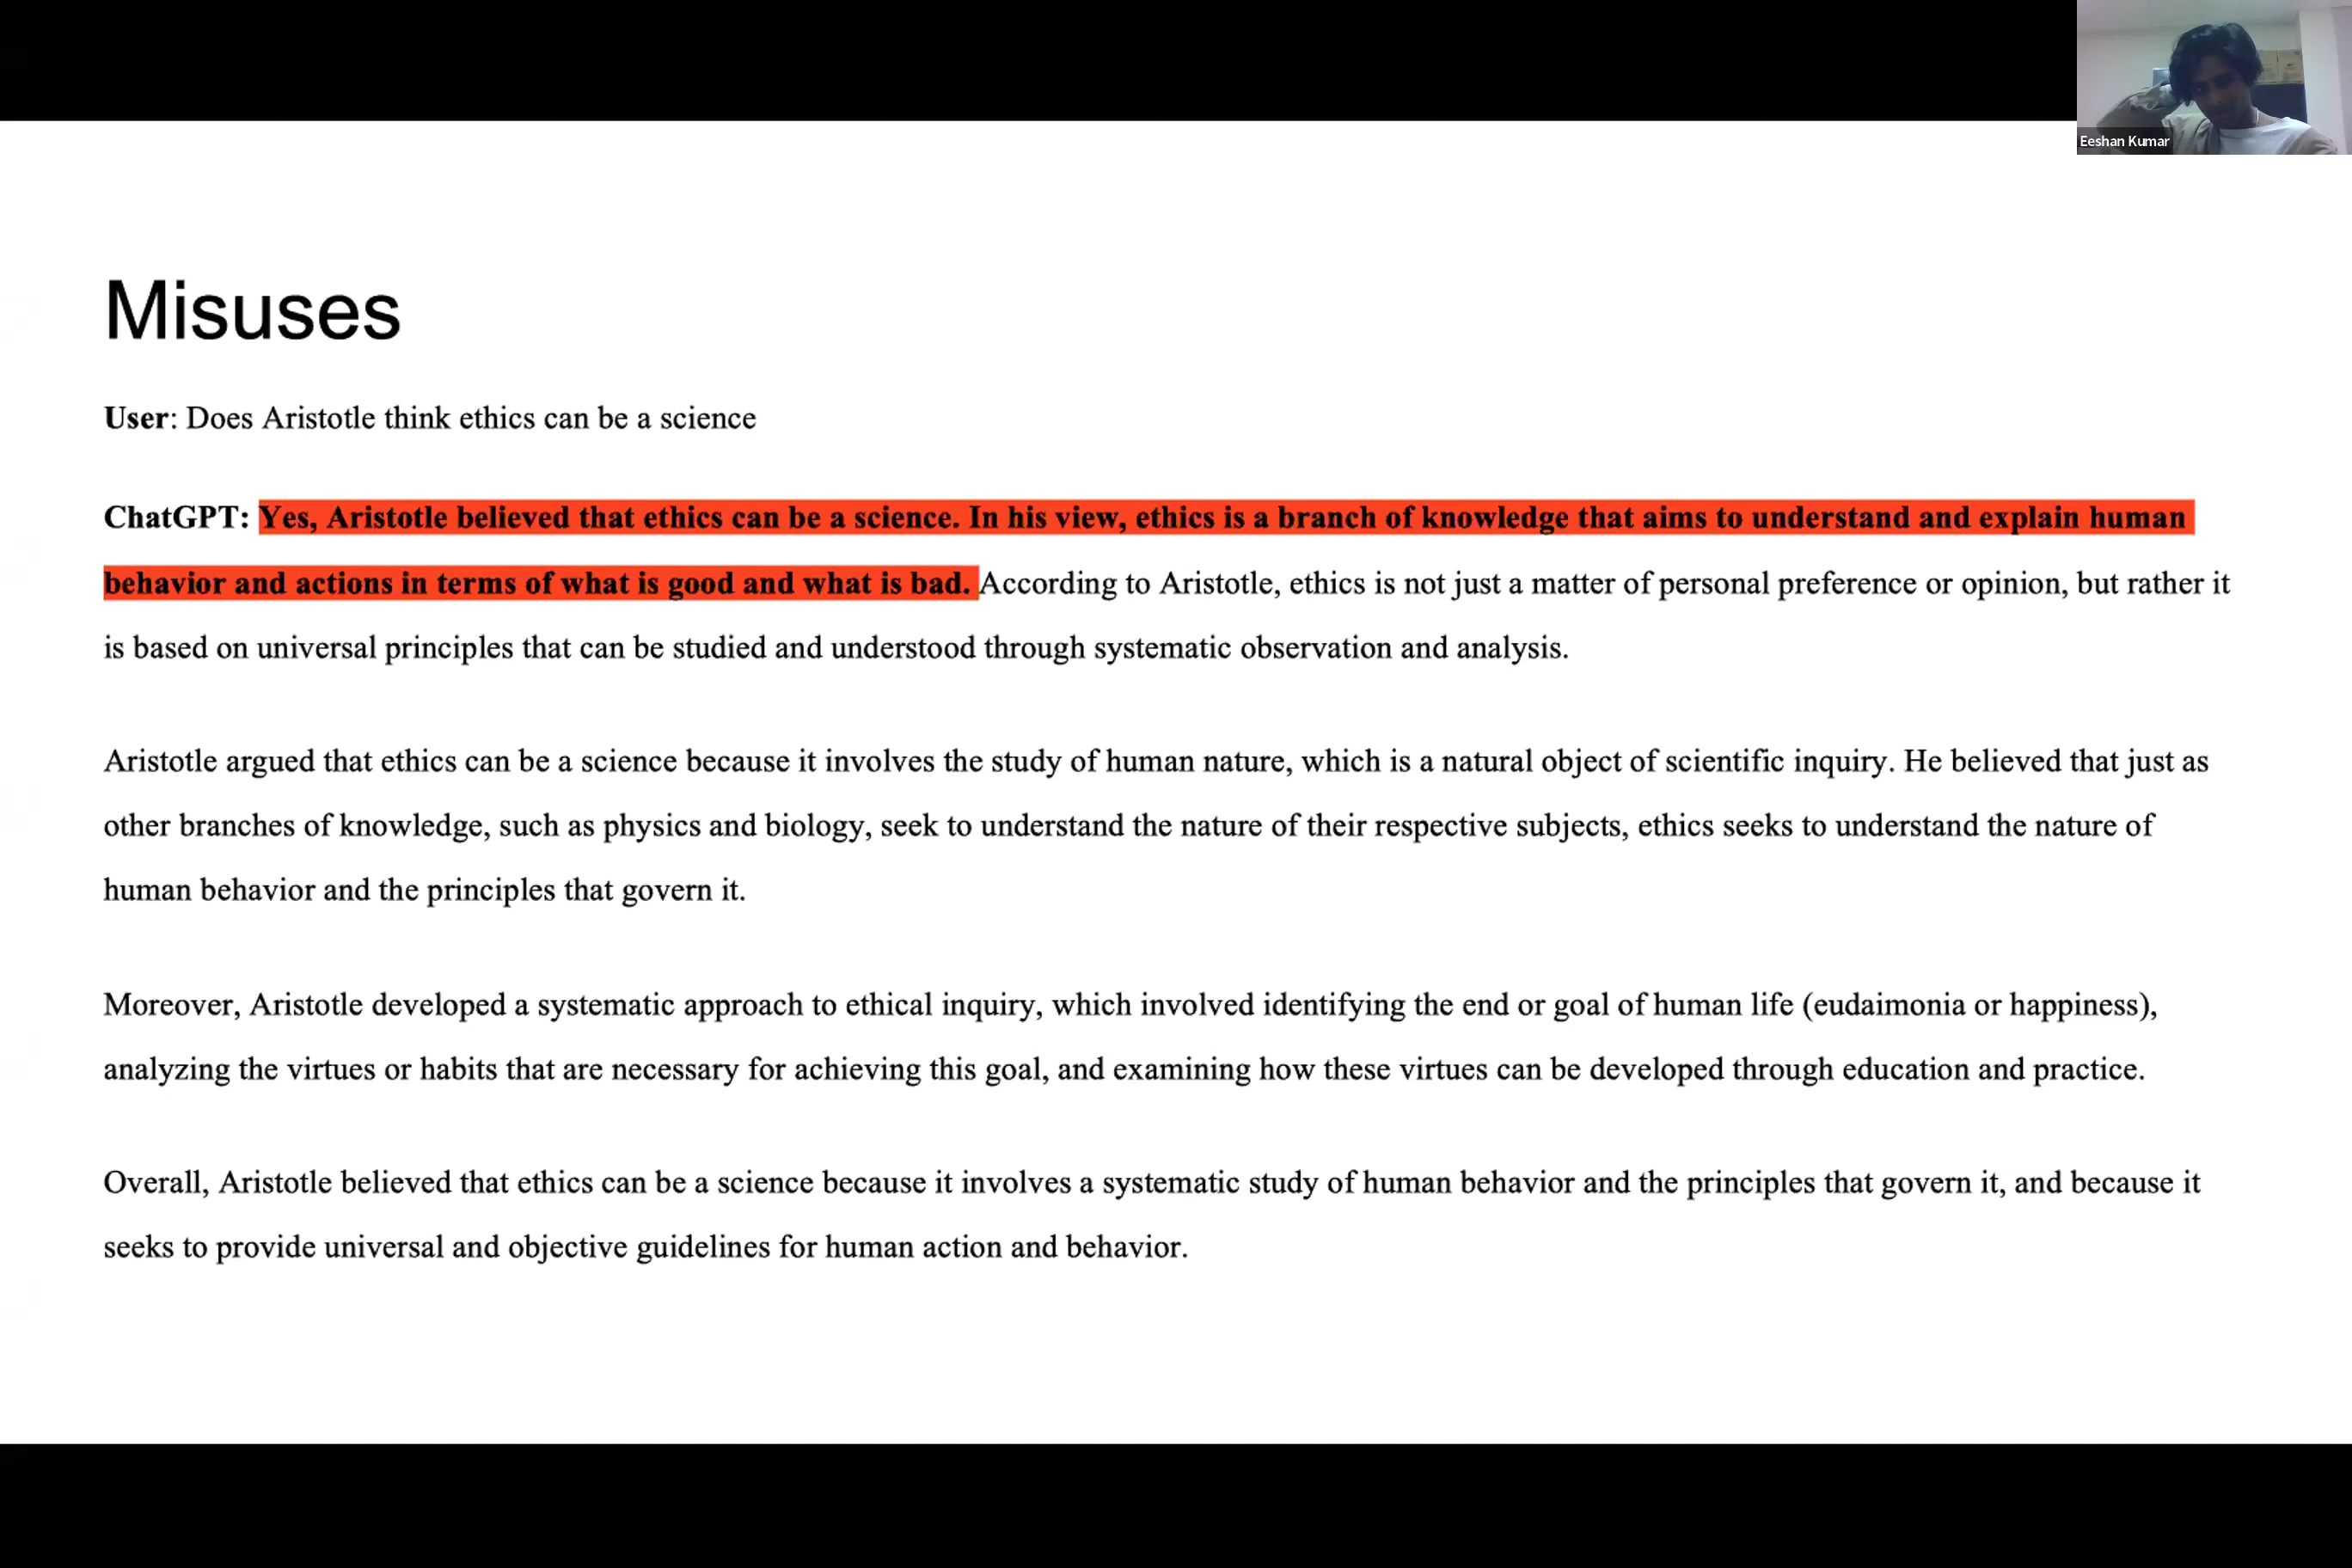 Eeshan Kumar
Misuses
User: Does Aristotle think ethics can be a science
ChatGPT: Yes, Aristotle believed that ethics can be a science. In his view, ethics is a branch of knowledge that aims to understand and explain human
behavior and actions in terms of what is good and what is bad. According to Aristotle, ethics is not just a matter of personal preference or opinion, but rather it
is based on universal principles that can be studied and understood through systematic observation and analysis.
Aristotle argued that ethics can be a science because it involves the study of human nature, which is a natural object of scientific inquiry. He believed that just as
other branches of knowledge, such as physics and biology, seek to understand the nature of their respective subjects, ethics seeks to understand the nature of
human behavior and the principles that govern it.
Moreover, Aristotle developed a systematic approach to ethical inquiry, which involved identifying the end or goal of human life (eudaimonia or happiness),
analyzing the virtues or habits that are necessary for achieving this goal, and examining how these virtues can be developed through education and practice.
Overall, Aristotle believed that ethics can be a science because it involves a systematic study of human behavior and the principles that govern it, and because it
seeks to provide universal and objective guidelines for human action and behavior.